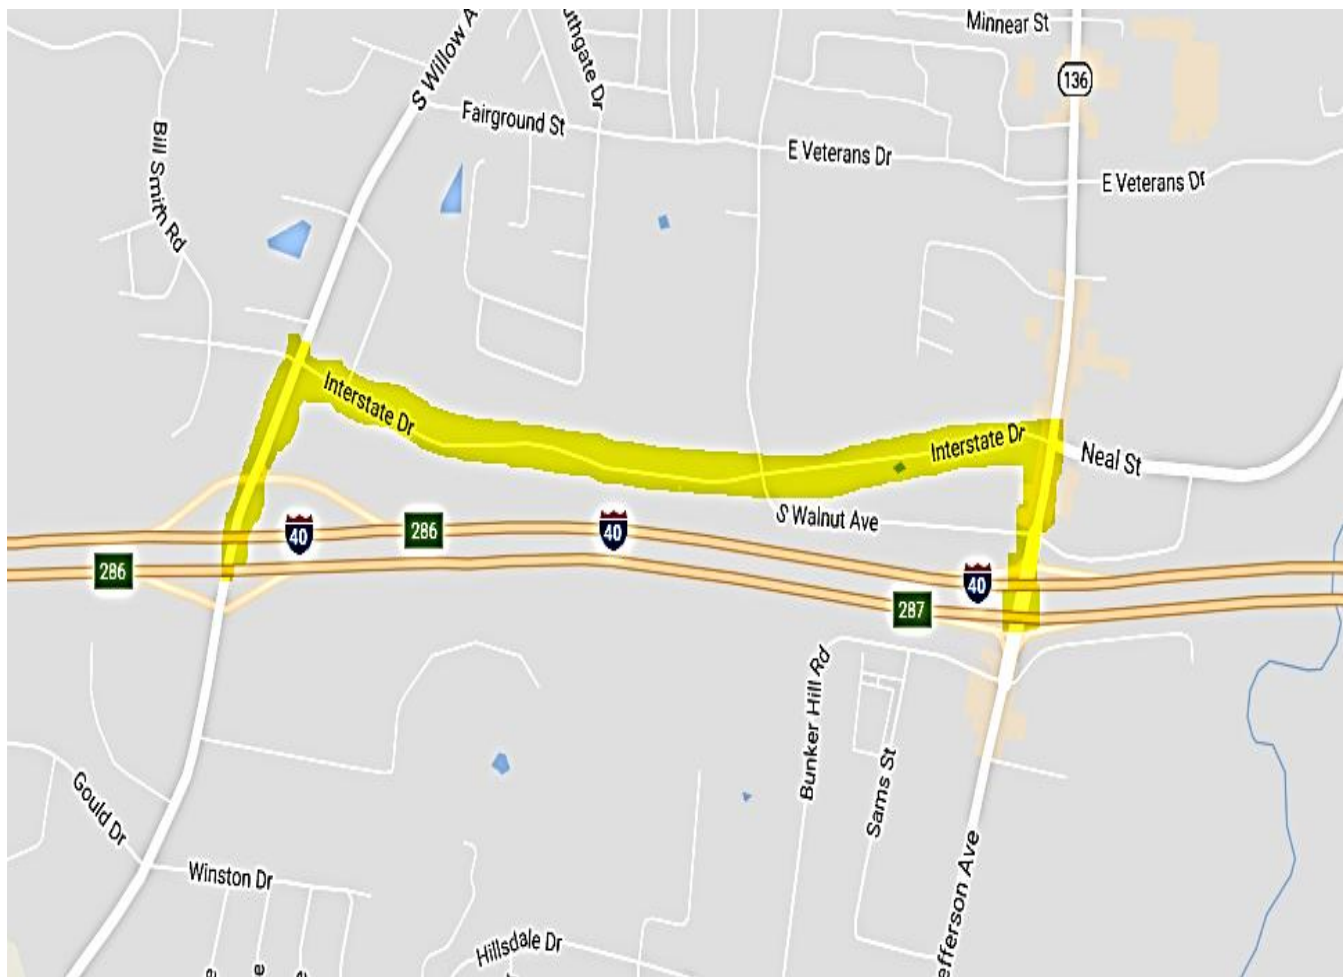 Minnear St
S Willow A
uthgate Dr
136
Fairground St
E Veterans Dr
E Veterans Dr
Bill Smith Rd
Interstate Dr
Interstate Dr
Neal St
S Walnut Ave
40
286
40
286
40
287
Bunker Hill Rd
Sams St
Gould Dr
Winston Dr
efferson Ave
Hillsdale Dr
e
e
e